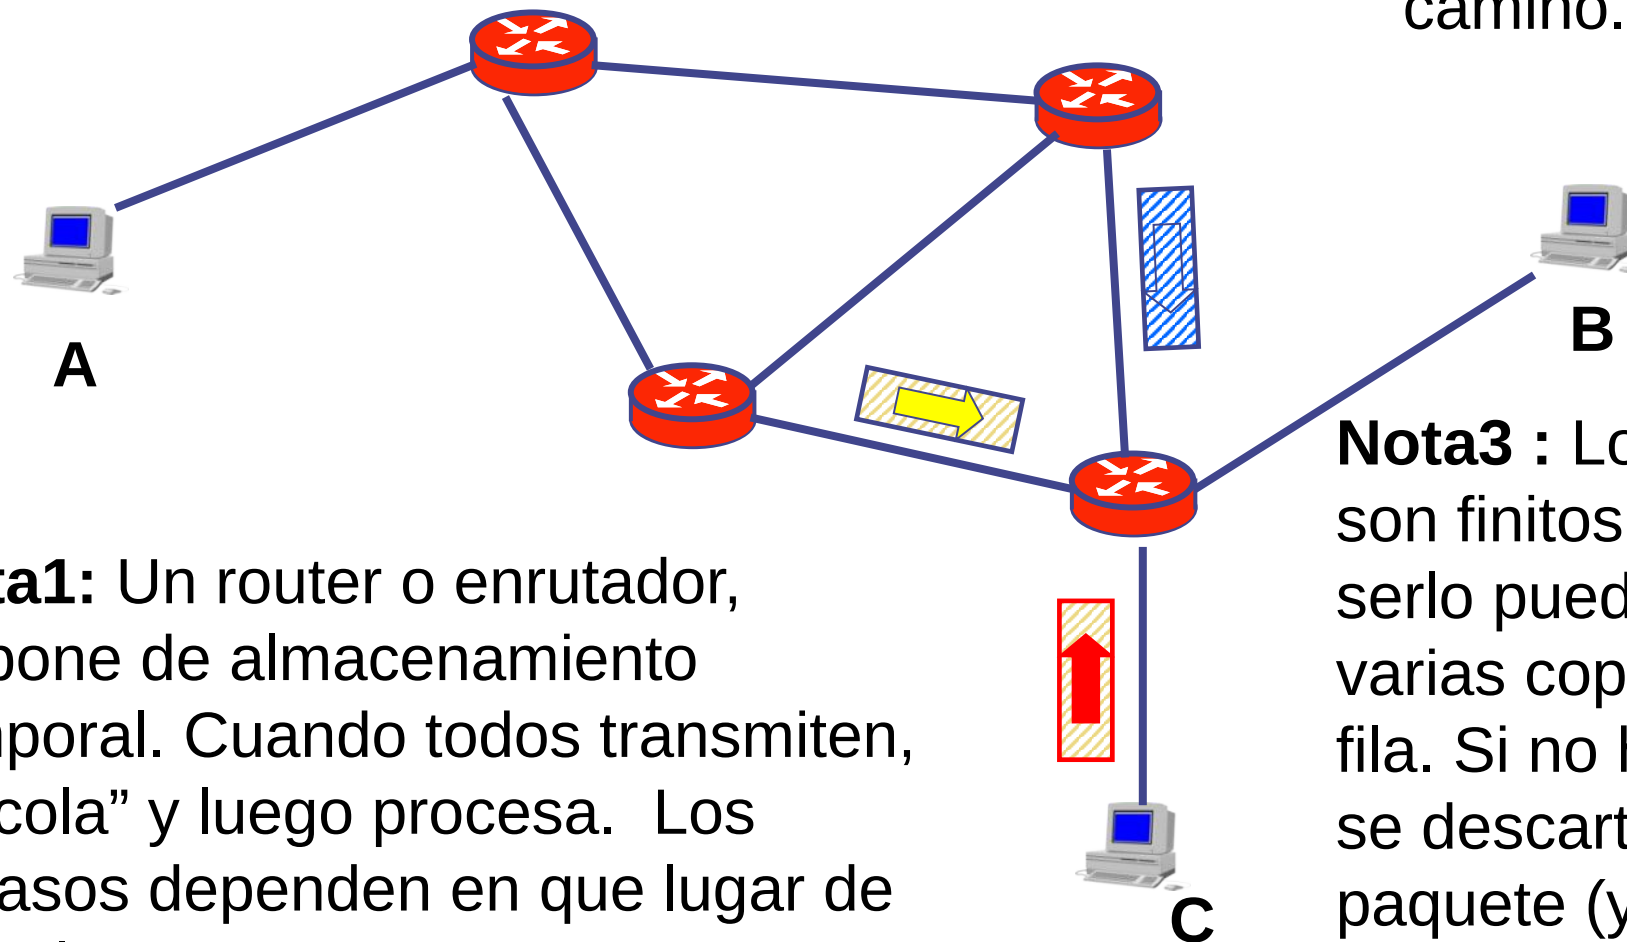 camino.
A
B
ta1: Un router o enrutador,
pone de almacenamiento
poral. Cuando todos transmiten,
cola” y luego procesa.  Los
asos dependen en que lugar de
C
Nota3 : Lo
son finitos
serlo pued
varias cop
fila. Si no h
se descart
paquete (y